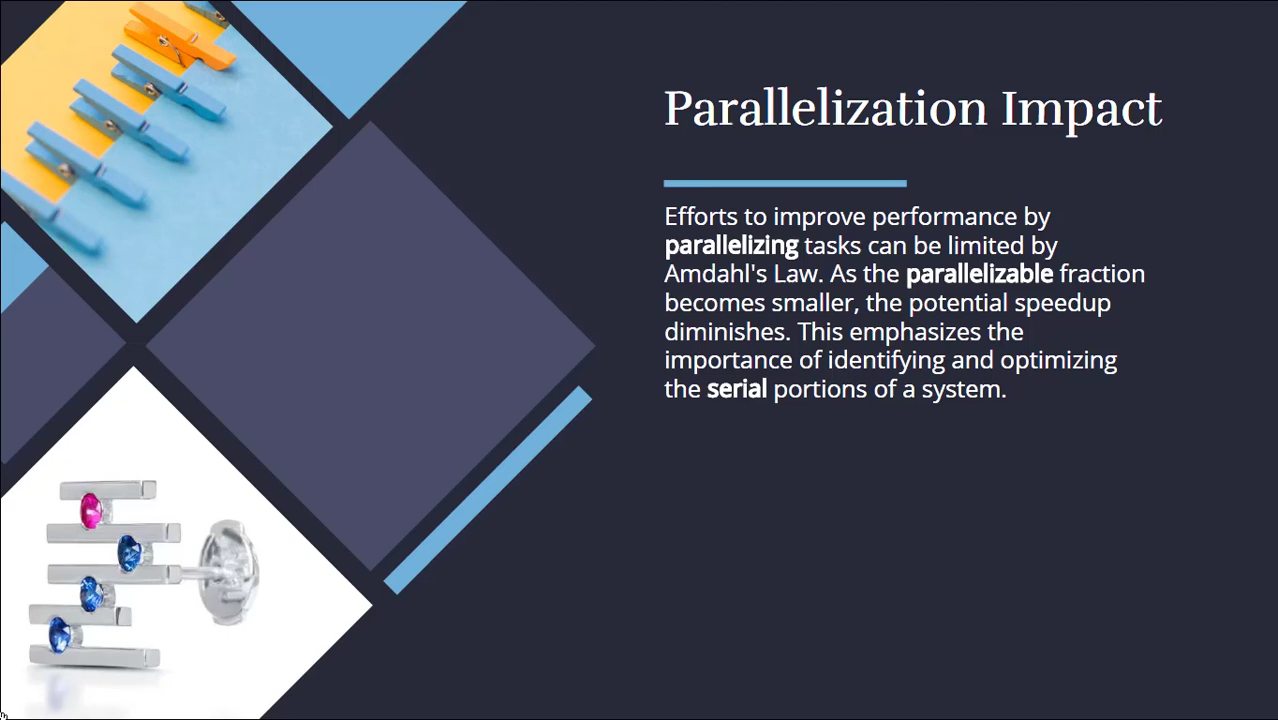 Parallelization Impact
Efforts to improve performance by
parallelizing tasks can be limited by
Amdahl's Law. As the parallelizable fraction
becomes smaller, the potential speedup
diminishes. This emphasizes the
importance of identifying and optimizing
the serial portions of a system.